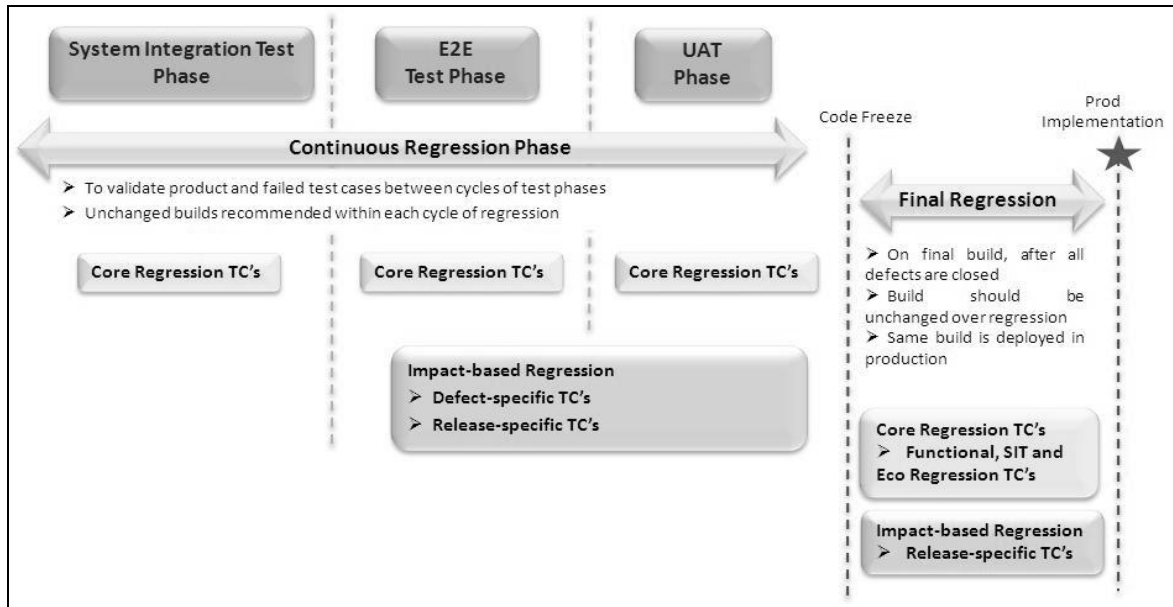 System Integration Test
Phase
E2E
Test Phase
UAT
Phase
Code Freeze
Prod
Implementation
Continuous Regression Phase
➢ To validate product and failed test cases between cycles of test phases
➢ Unchanged builds recommended within each cycle of regression
Final Regression
➢ On final build, after all
defects are closed
➢ Build should be
unchanged over regression
➢ Same build is deployed in
production
Core Regression TC's
Core Regression TC's
Core Regression TC's
Impact-based Regression
➢ Defect-specific TC's
➢ Release-specific TC's
Core Regression TC's
➢ Functional, SIT and
Eco Regression TC's
Impact-based Regression
➢ Release-specific TC's